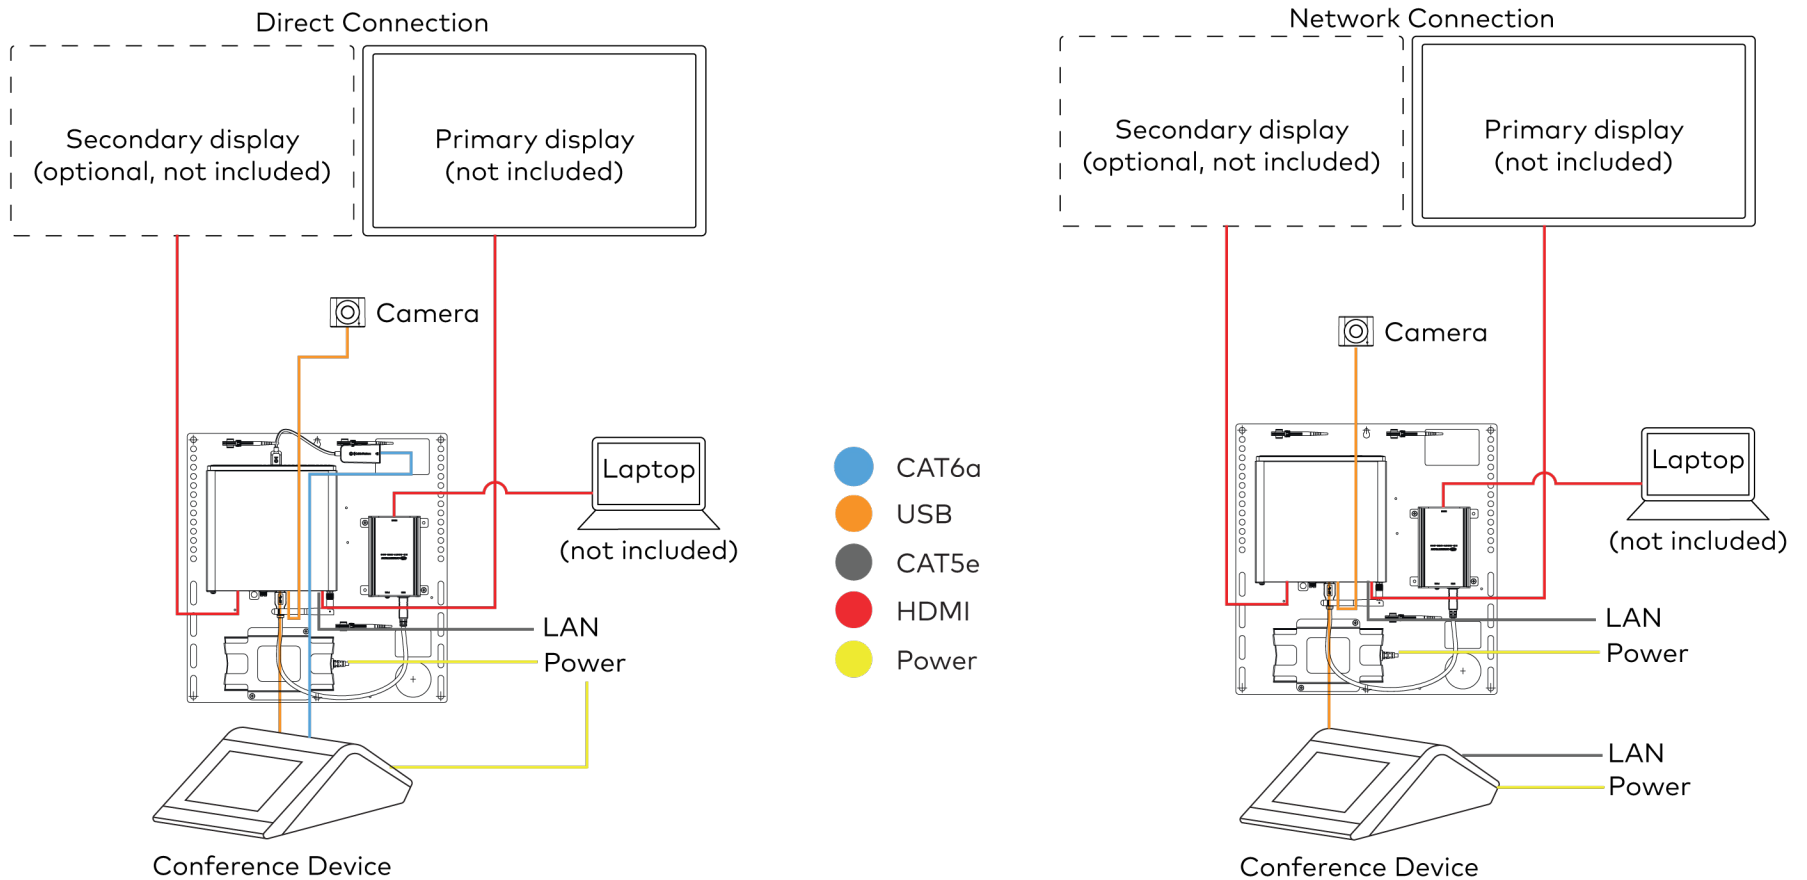 Direct Connection
Secondary display
(optional, not included)
Primary display
(not included)
Camera
Laptop
(not included)
LAN
Power
Conference Device
CAT6a
USB
CAT5e
HDMI
Power
Network Connection
Secondary display
(optional, not included)
Primary display
(not included)
Camera
Laptop
(not included)
LAN
Power
LAN
Power
Conference Device